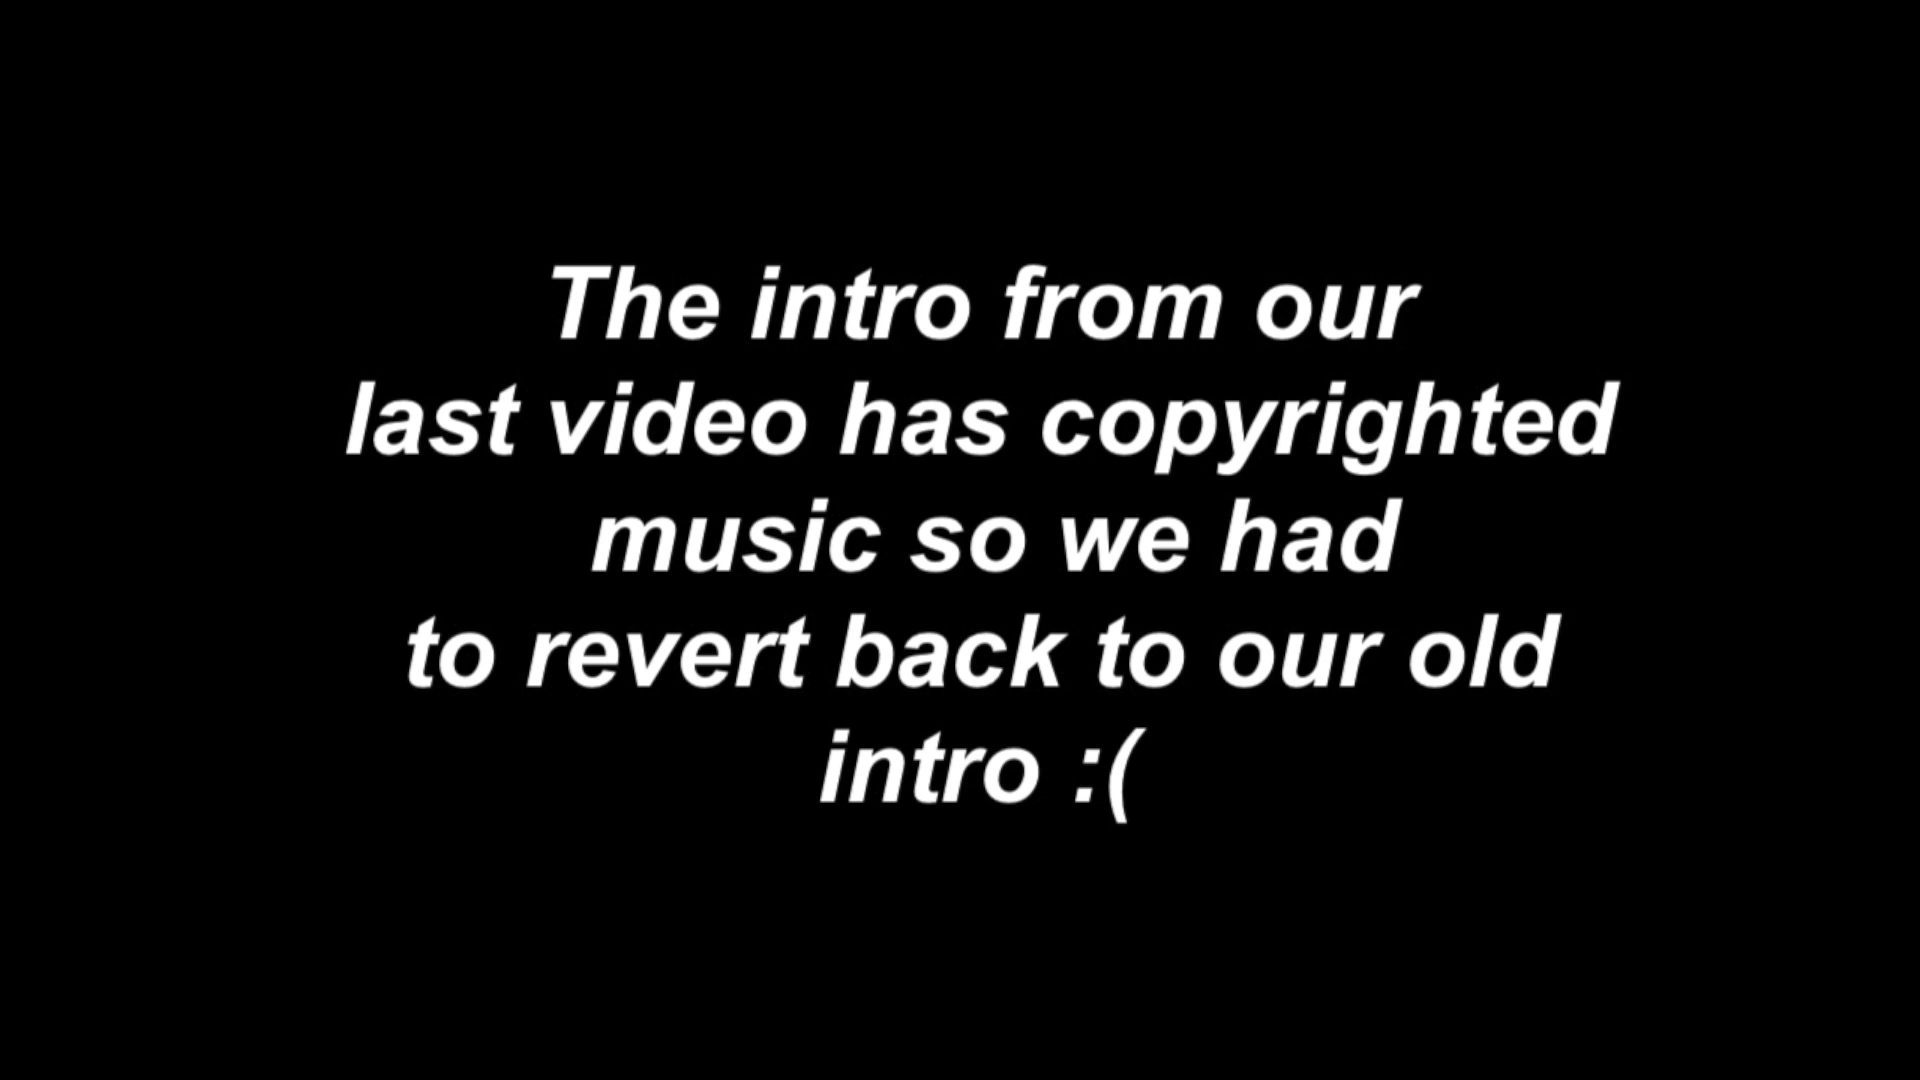 The intro from our
last video has copyrighted
music so we had
to revert back to our old
intro :(